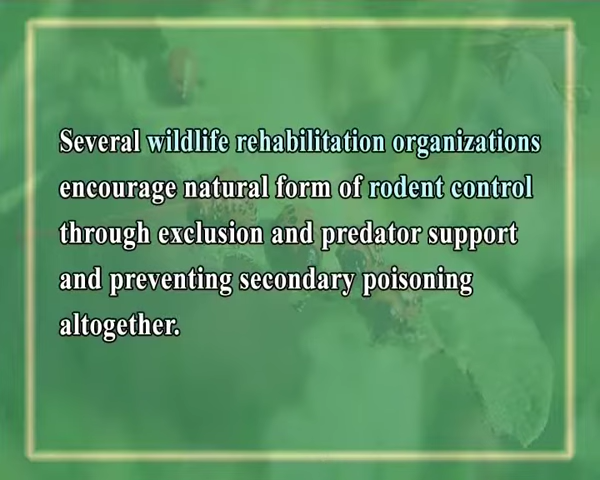 Several wildlife rehabilitation organizations
encourage natural form of rodent control
through exclusion and predator support
and preventing secondary poisoning
altogether.